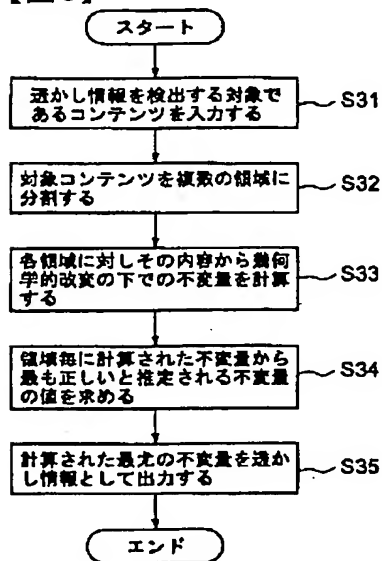 スタート
透かし情報を検出する対象で
あるコンテンツを入力する
S31
対象コンテンツを複数の領域に
分割する
S32
各領域に対しその内容から幾何
学的改変の下での不変量を計算
する
S33
領域毎に計算された不変量から
最も正しいと推定される不変量
の値を求める
S34
計算された最尤の不変量を透か
し情報として出力する
S35
エンド